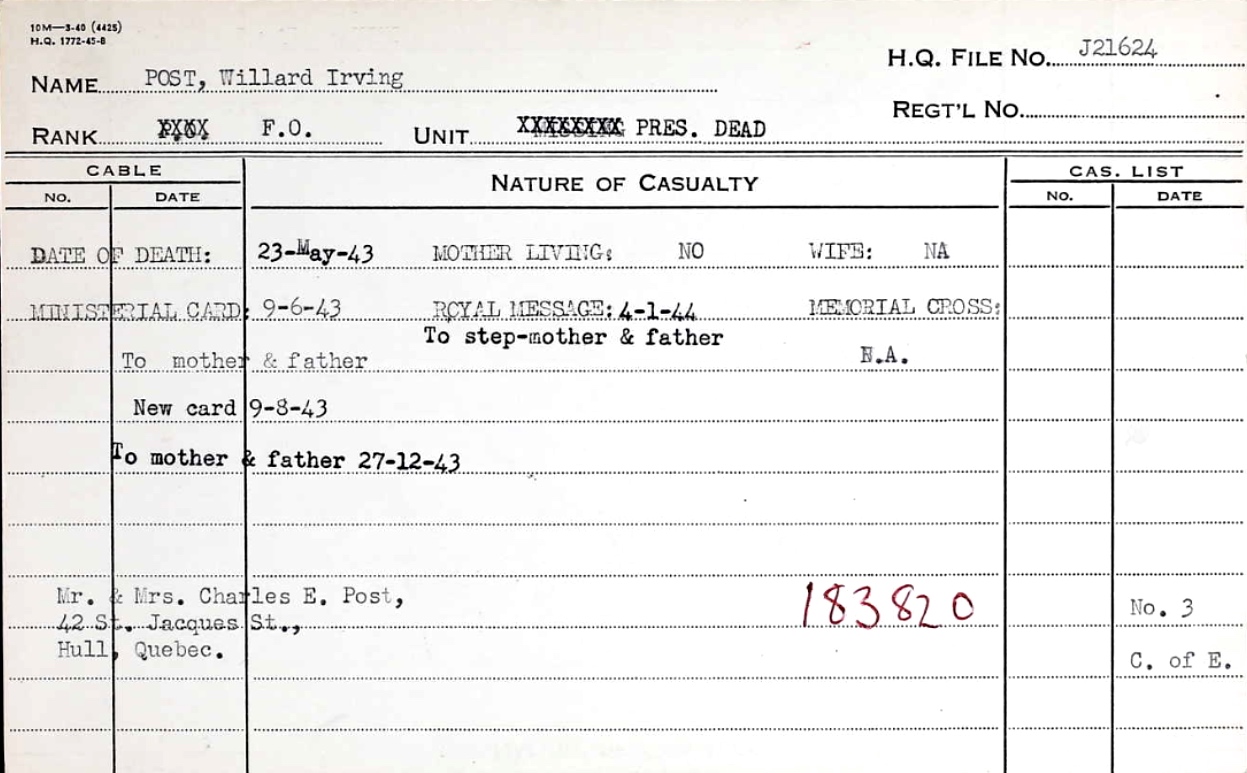 10M—3-40 (4425)
H.Q. 1772-45-B
H.Q. FILE NO. J21624
NAME POST, Willard Irving
REGT'L NO.
RANK F.O. UNIT PRES. DEAD
CABLE NATURE OF CASUALTY CAS. LIST
NO. DATE NO. DATE
DATE OF DEATH: 23-May-43 MOTHER LIVING: NO WIFE: NA
MINISTERIAL CARD: 9-6-43 ROYAL MESSAGE: 4-1-44 MEMORIAL CROSS:
To step-mother & father
To mother & father N.A.
New card 9-8-43
To mother & father 27-12-43
Mr. & Mrs. Charles E. Post, 183820 No. 3
42 St. Jacques St.,
Hull, Quebec. C. of E.